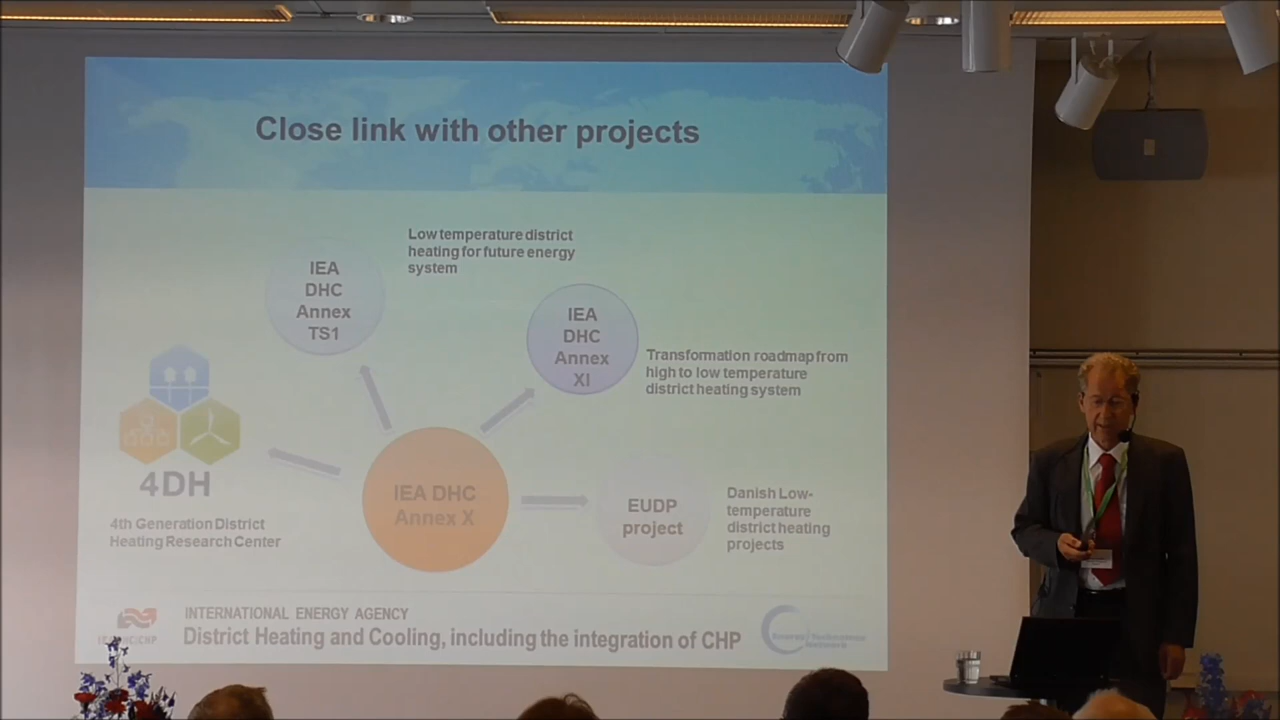 Close link with other projects
Low temperature district
heating for future energy
system
IEA
DHC
Annex
TS1
IEA
DHC
Annex
XI
Transformation roadmap from
high to low temperature
district heating system
4DH
4th Generation District
Heating Research Center
IEA DHC
Annex X
EUDP
project
Danish Low-
temperature
district heating
projects
INTERNATIONAL ENERGY AGENCY
District Heating and Cooling, including the integration of CHP
Energy Technology
Network